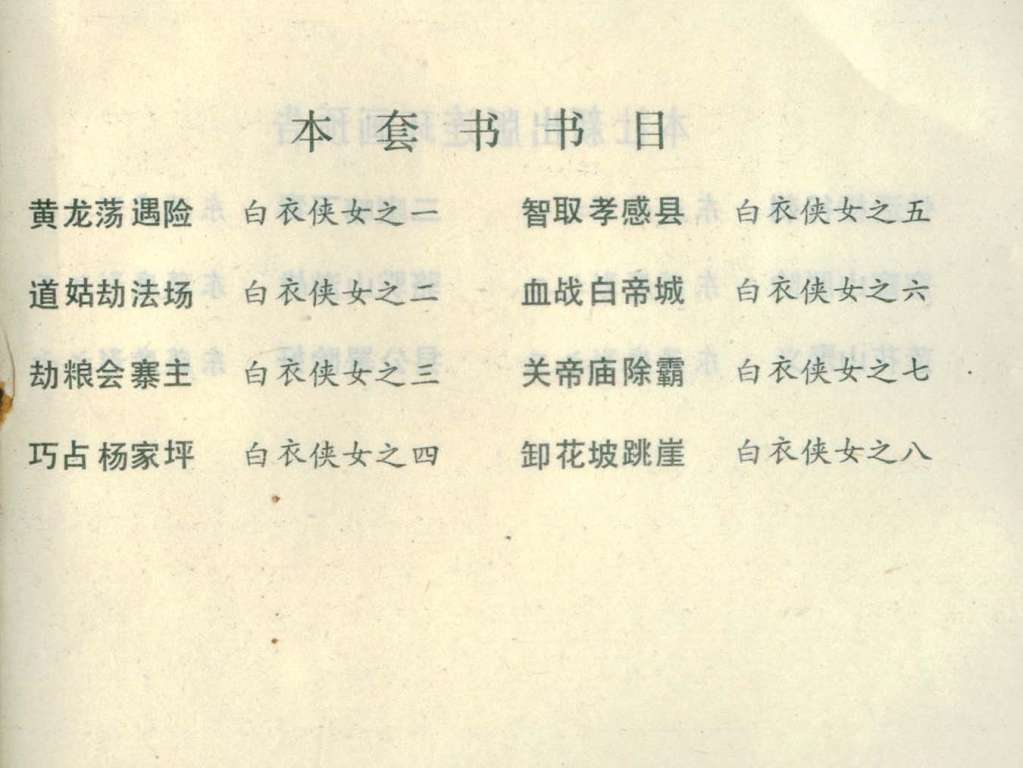 本套书书目
黄龙荡遇险 白衣侠女之一 智取孝感县 白衣侠女之五
道姑劫法场 白衣侠女之二 血战白帝城 白衣侠女之六
劫粮会寨主 白衣侠女之三 关帝庙除霸 白衣侠女之七
巧占杨家坪 白衣侠女之四 卸花坡跳崖 白衣侠女之八